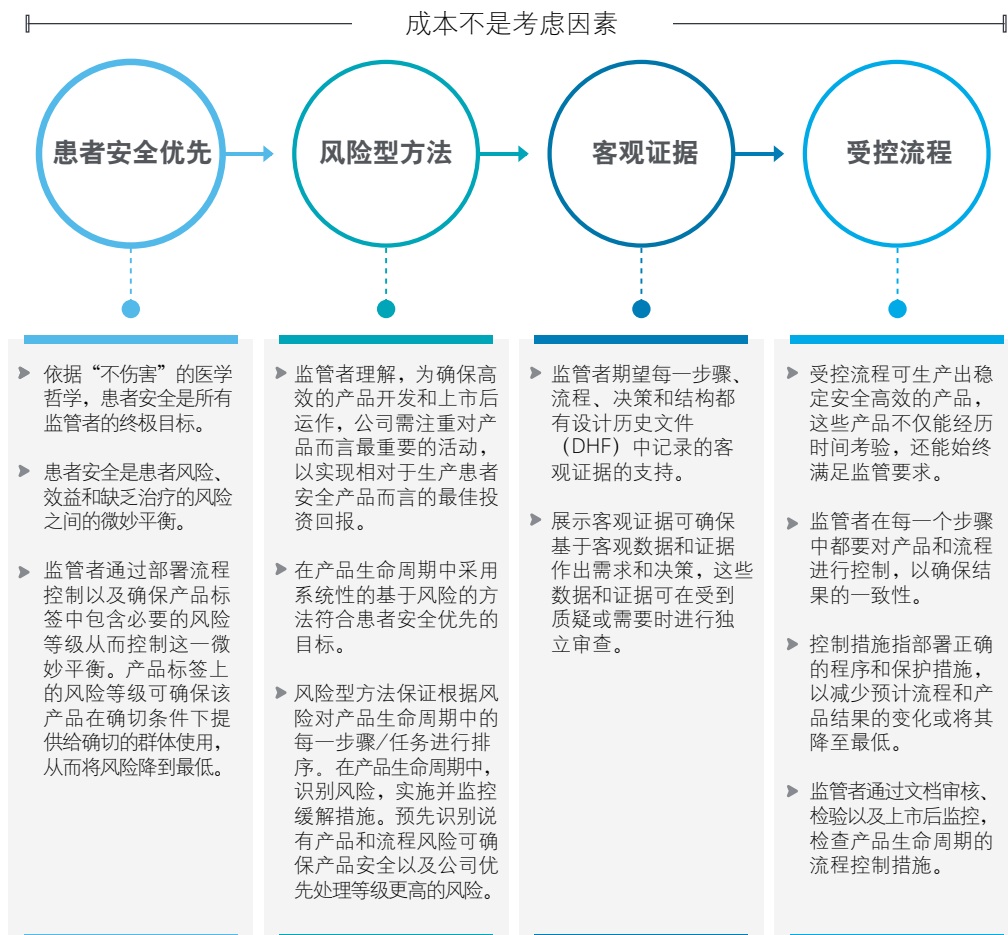 成本不是考虑因素
患者安全优先
风险型方法
客观证据
受控流程
依据“不伤害”的医学
哲学，患者安全是所有
监管者的终极目标。
患者安全是患者风险、
效益和缺乏治疗的风险
之间的微妙平衡。
监管者通过部署流程
控制以及确保产品标
签中包含必要的风险
等级从而控制这一微
妙平衡。产品标签上
的风险等级可确保该
产品在确切条件下提
供给确切的群体使用，
从而将风险降到最低。
监管者理解，为确保高
效的产品开发和上市后
运作，公司需注重对产
品而言最重要的活动，
以实现相对于生产患者
安全产品而言的最佳投
资回报。
在产品生命周期中采用
系统性的基于风险的方
法符合患者安全优先的
目标。
风险型方法保证根据风
险对产品生命周期中的
每一步骤/任务进行排
序。在产品生命周期中，
识别风险，实施并监控
缓解措施。预先识别说
有产品和流程风险可确
保产品安全以及公司优
先处理等级更高的风险。
监管者期望每一步骤、
流程、决策和结构都
有设计历史文件
（DHF）中记录的客
观证据的支持。
展示客观证据可确保
基于客观数据和证据
作出需求和决策，这些
数据和证据可在受到
质疑或需要时进行独
立审查。
受控流程可生产出稳
定安全高效的产品，
这些产品不仅能经历
时间考验，还能始终
满足监管要求。
监管者在每一个步骤
中都要对产品和流程
进行控制，以确保结
果的一致性。
控制措施指部署正确
的程序和保护措施，
以减少预计流程和产
品结果的变化或将其
降至最低。
监管者通过文档审核、
检验以及上市后监控，
检查产品生命周期的
流程控制措施。